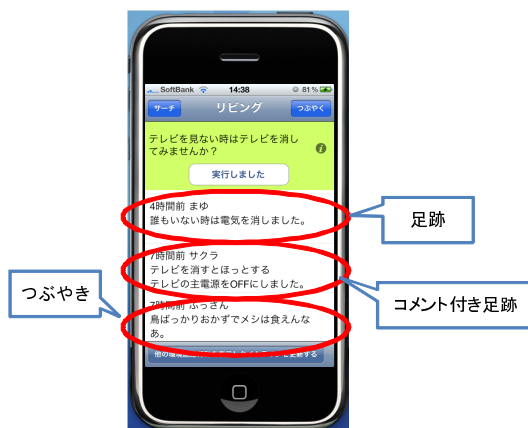 SoftBank 14:38 81%
サーチ リビング つぶやく
テレビを見ない時はテレビを消し
てみませんか？
実行しました
4時間前 まゆ
誰もいない時は電気を消しました。
足跡
7時間前 サクラ
テレビを消すとほっとする
テレビの主電源をOFFにしました。
コメント付き足跡
つぶやき
7時間前 ふっさん
鳥ばっかりおかずでメシは食えんな
あ。
更新する